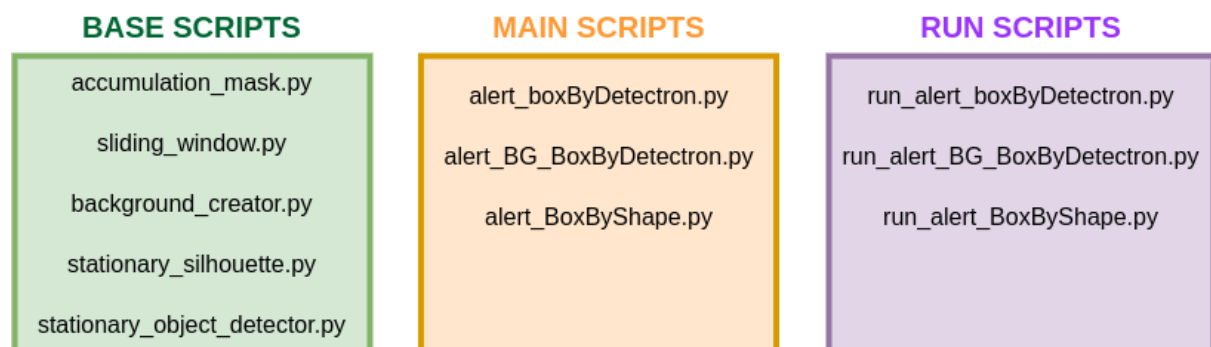 BASE SCRIPTS
accumulation_mask.py
sliding_window.py
background_creator.py
stationary_silhouette.py
stationary_object_detector.py
MAIN SCRIPTS
alert_boxByDetectron.py
alert_BG_BoxByDetectron.py
alert_BoxByShape.py
RUN SCRIPTS
run_alert_boxByDetectron.py
run_alert_BG_BoxByDetectron.py
run_alert_BoxByShape.py